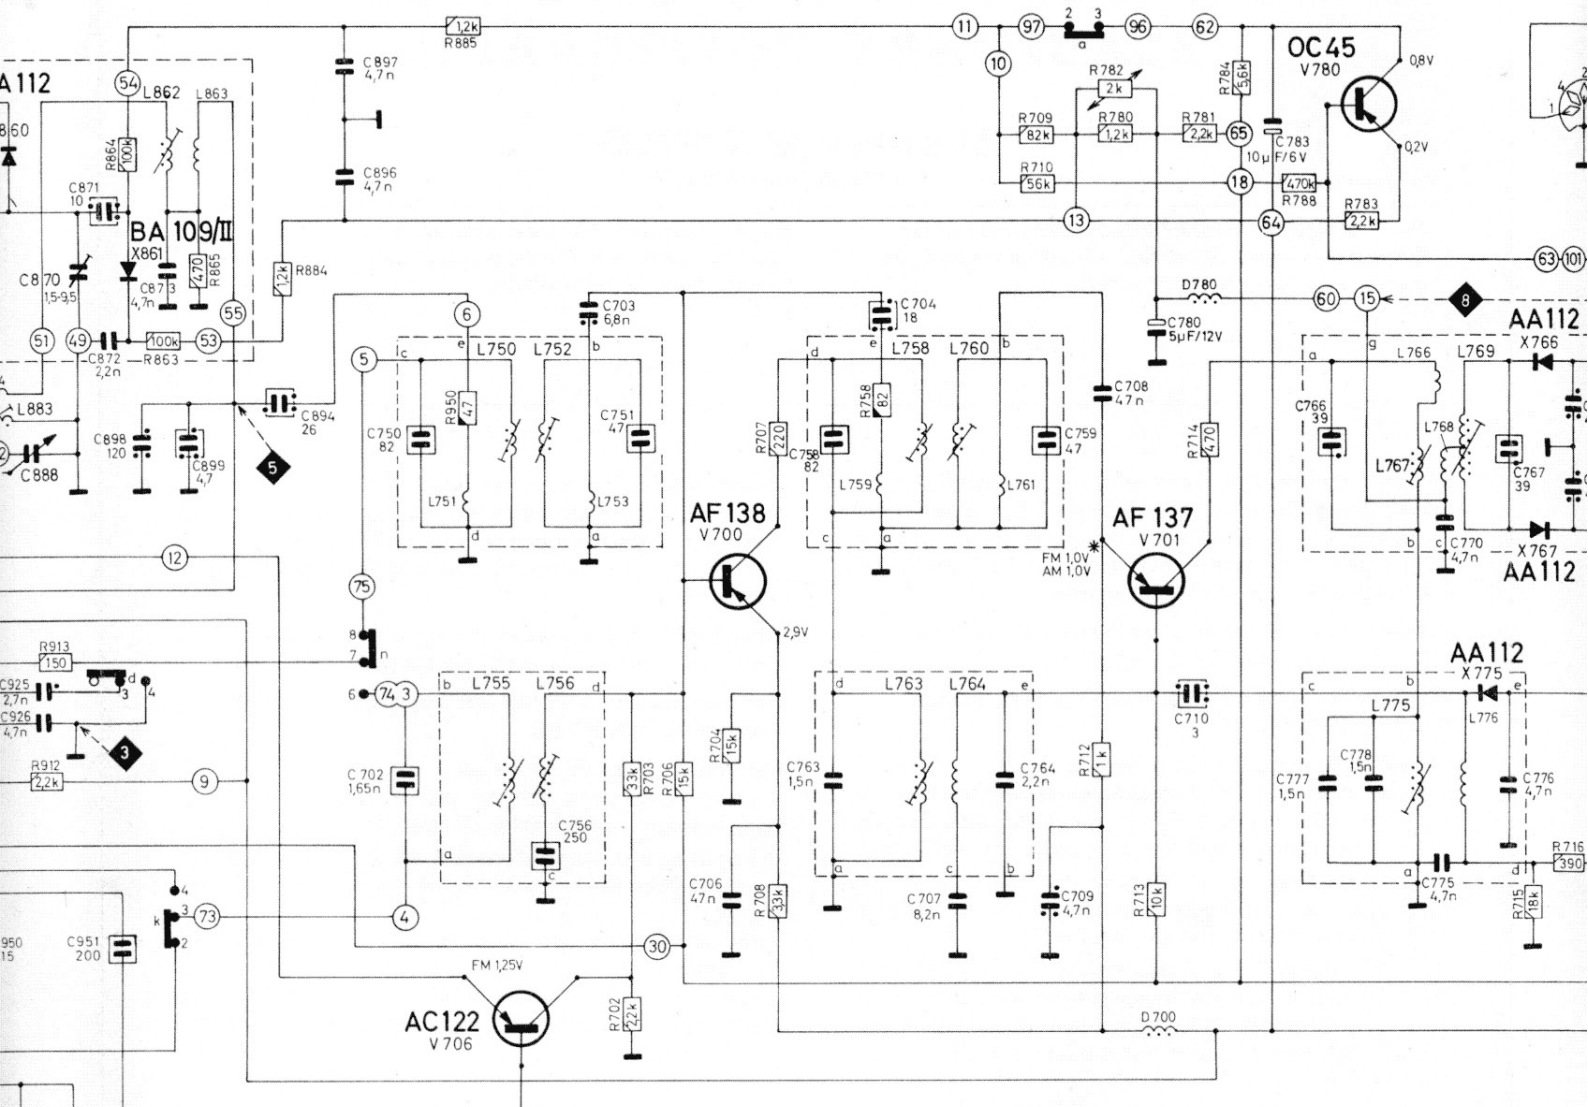 1,2k
R885
11
97
2 3
a
96
62
OC45
V780
0,8V
C897
4,7n
10
R782
2k
R784
5,6k
A112
54
L862
L863
860
R864
100k
C896
4,7n
R709
82k
R780
1,2k
R781
2,2k
65
C783
10µF/6V
0,2V
4
2
1
R710
56k
18
470k
R788
R783
2,2k
C871
10
13
64
BA 109/II
X861
63
101
C870
1,5-9,5
C873
4,7n
470
R865
1,2k
R884
D780
60
15
8
55
51
49
C872
2,2n
100k
R863
53
6
C703
6,8n
C704
18
C780
5µF/12V
AA112
X766
5
c
e
L750
L752
b
d
e
L758
L760
b
a
g
L766
L769
4
L883
2
C888
C898
120
C899
4,7
C894
26
5
C750
82
R950
47
C751
47
R707
220
R758
82
C758
82
C759
47
C708
4,7n
R714
470
C766
39
L768
L767
C767
39
L751
L753
d
a
L759
L761
c
a
AF138
V700
AF137
V701
FM 1,0V
AM 1,0V
*
b
c
C770
4,7n
X767
AA112
12
75
2,9V
8
7
n
6
74
3
R913
150
C925
2,7n
C926
4,7n
d
3
4
3
R912
2,2k
9
b
L755
L756
d
C702
1,65n
C756
250
a
c
3,3k
R703
R706
15k
R704
15k
d
L763
L764
e
C763
1,5n
C764
2,2n
a
c
b
C710
3
R712
1k
AA112
X775
c
b
e
L775
L776
C777
1,5n
C778
1,5n
C776
4,7n
a
C775
4,7n
d
R716
390
R715
18k
4
3
k
2
73
4
950
15
C951
200
C706
47n
R708
3,3k
C707
8,2n
C709
4,7n
R713
10k
30
FM 1,25V
AC122
V706
R702
2,2k
D700